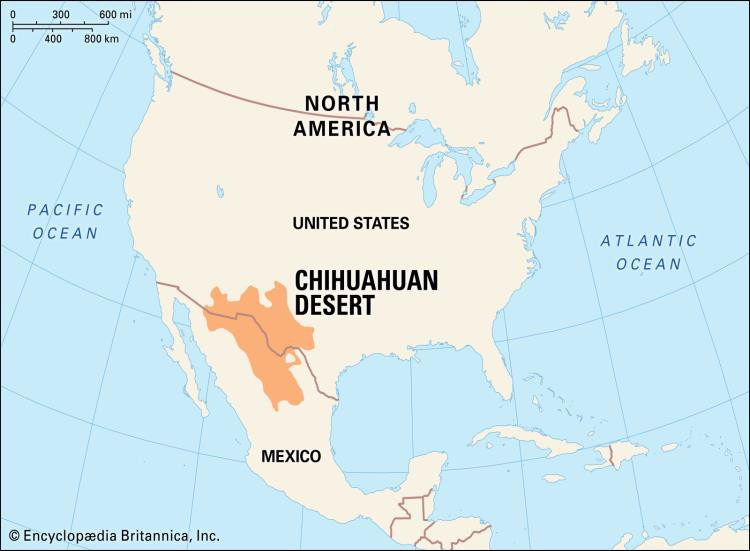 0 300 600 mi
0 400 800 km
NORTH
AMERICA
PACIFIC
OCEAN
UNITED STATES
ATLANTIC
OCEAN
CHIHUAHUAN
DESERT
MEXICO
© Encyclopædia Britannica, Inc.